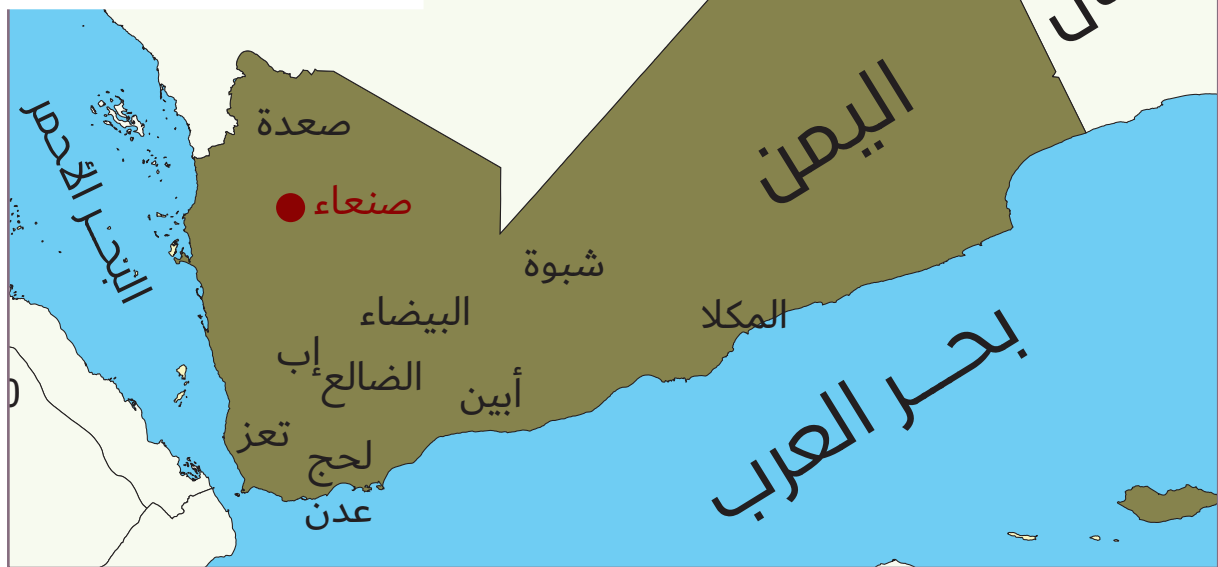 صعدة
صنعاء
اليمن
البحر الأحمر
شبوة
البيضاء
المكلا
إب
الضالع
أبين
تعز
لحج
عدن
بحر العرب